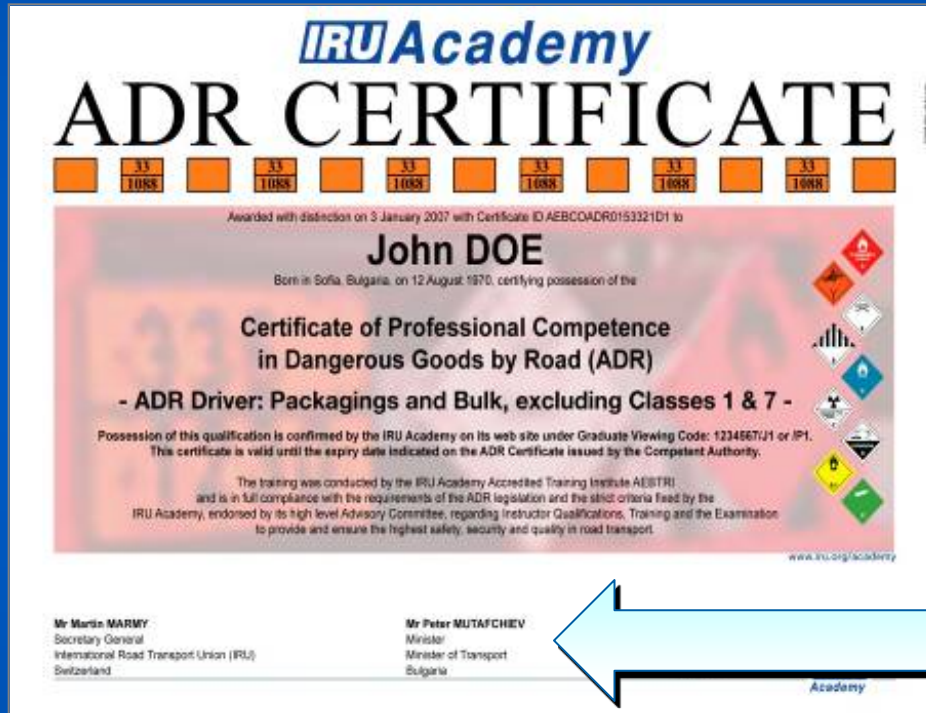 IRU Academy
ADR CERTIFICATE
33 33 33 33 33
1088 1088 1088 1088 1088
Awarded with distinction on 3 January 2007 with Certificate ID AEBCOADR0153321D1 to
John DOE
Born in Sofia, Bulgaria, on 12 August 1970, certifying possession of the
Certificate of Professional Competence
in Dangerous Goods by Road (ADR)
- ADR Driver: Packagings and Bulk, excluding Classes 1 & 7 -
Possession of this qualification is confirmed by the IRU Academy on its web site under Graduate Viewing Code: 1234567/J1 or /P1.
This certificate is valid until the expiry date indicated on the ADR Certificate issued by the Competent Authority.
The training was conducted by the IRU Academy Accredited Training Institute AEBTRI
and is in full compliance with the requirements of the ADR legislation and the strict criteria fixed by the
IRU Academy, endorsed by its high level Advisory Committee, regarding Instructor Qualifications, Training and the Examination
to provide and ensure the highest safety, security and quality in road transport.
www.iru.org/academy
Mr Martin MARMY
Secretary General
International Road Transport Union (IRU)
Switzerland
Mr Peter MUTAFCHIEV
Minister
Minister of Transport
Bulgaria
Academy